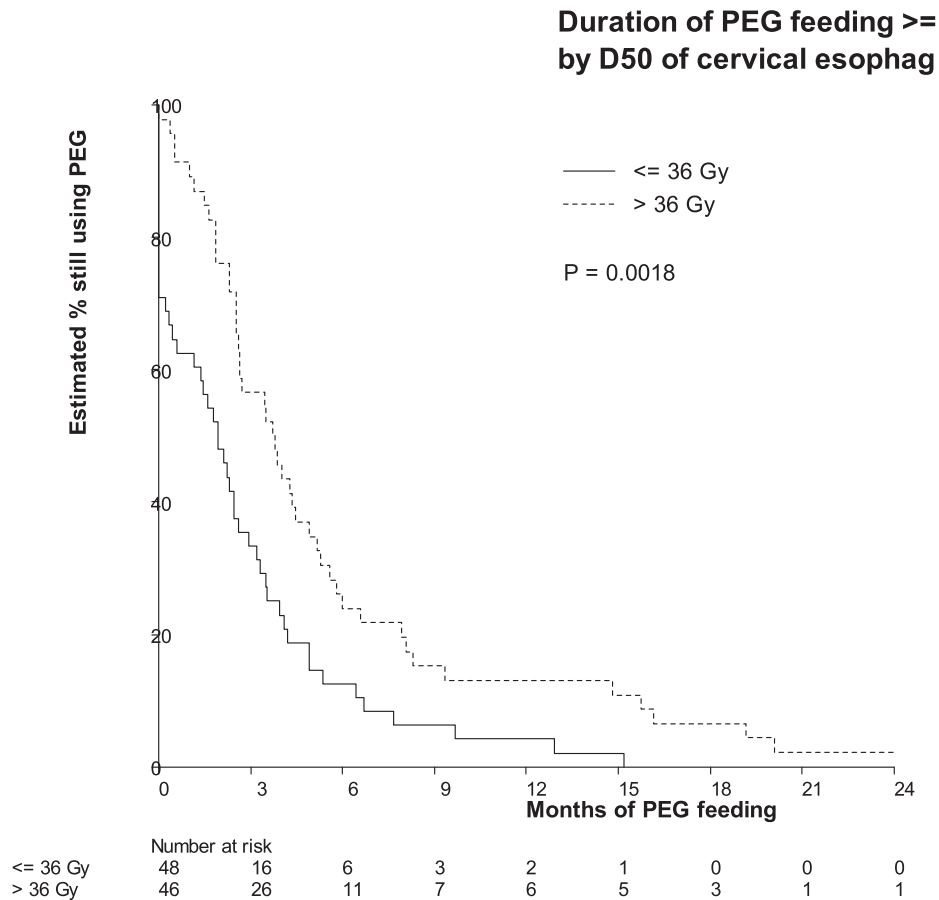 Duration of PEG feeding >=
by D50 of cervical esophag
Estimated % still using PEG
100
80
60
40
20
0
<= 36 Gy
> 36 Gy
P = 0.0018
0 3 6 9 12 15 18 21 24
Months of PEG feeding
Number at risk
<= 36 Gy 48 16 6 3 2 1 0 0 0
> 36 Gy 46 26 11 7 6 5 3 1 1